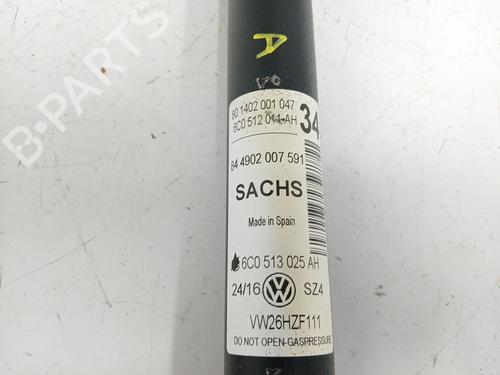 A
80 1402 001 047
6C0 512 011-AH
34
84 4902 007 591
SACHS
Made in Spain
6C0 513 025 AH
24/16 VW SZ4
VW26HZF111
DO NOT OPEN-GASPRESSURE
B-PARTS